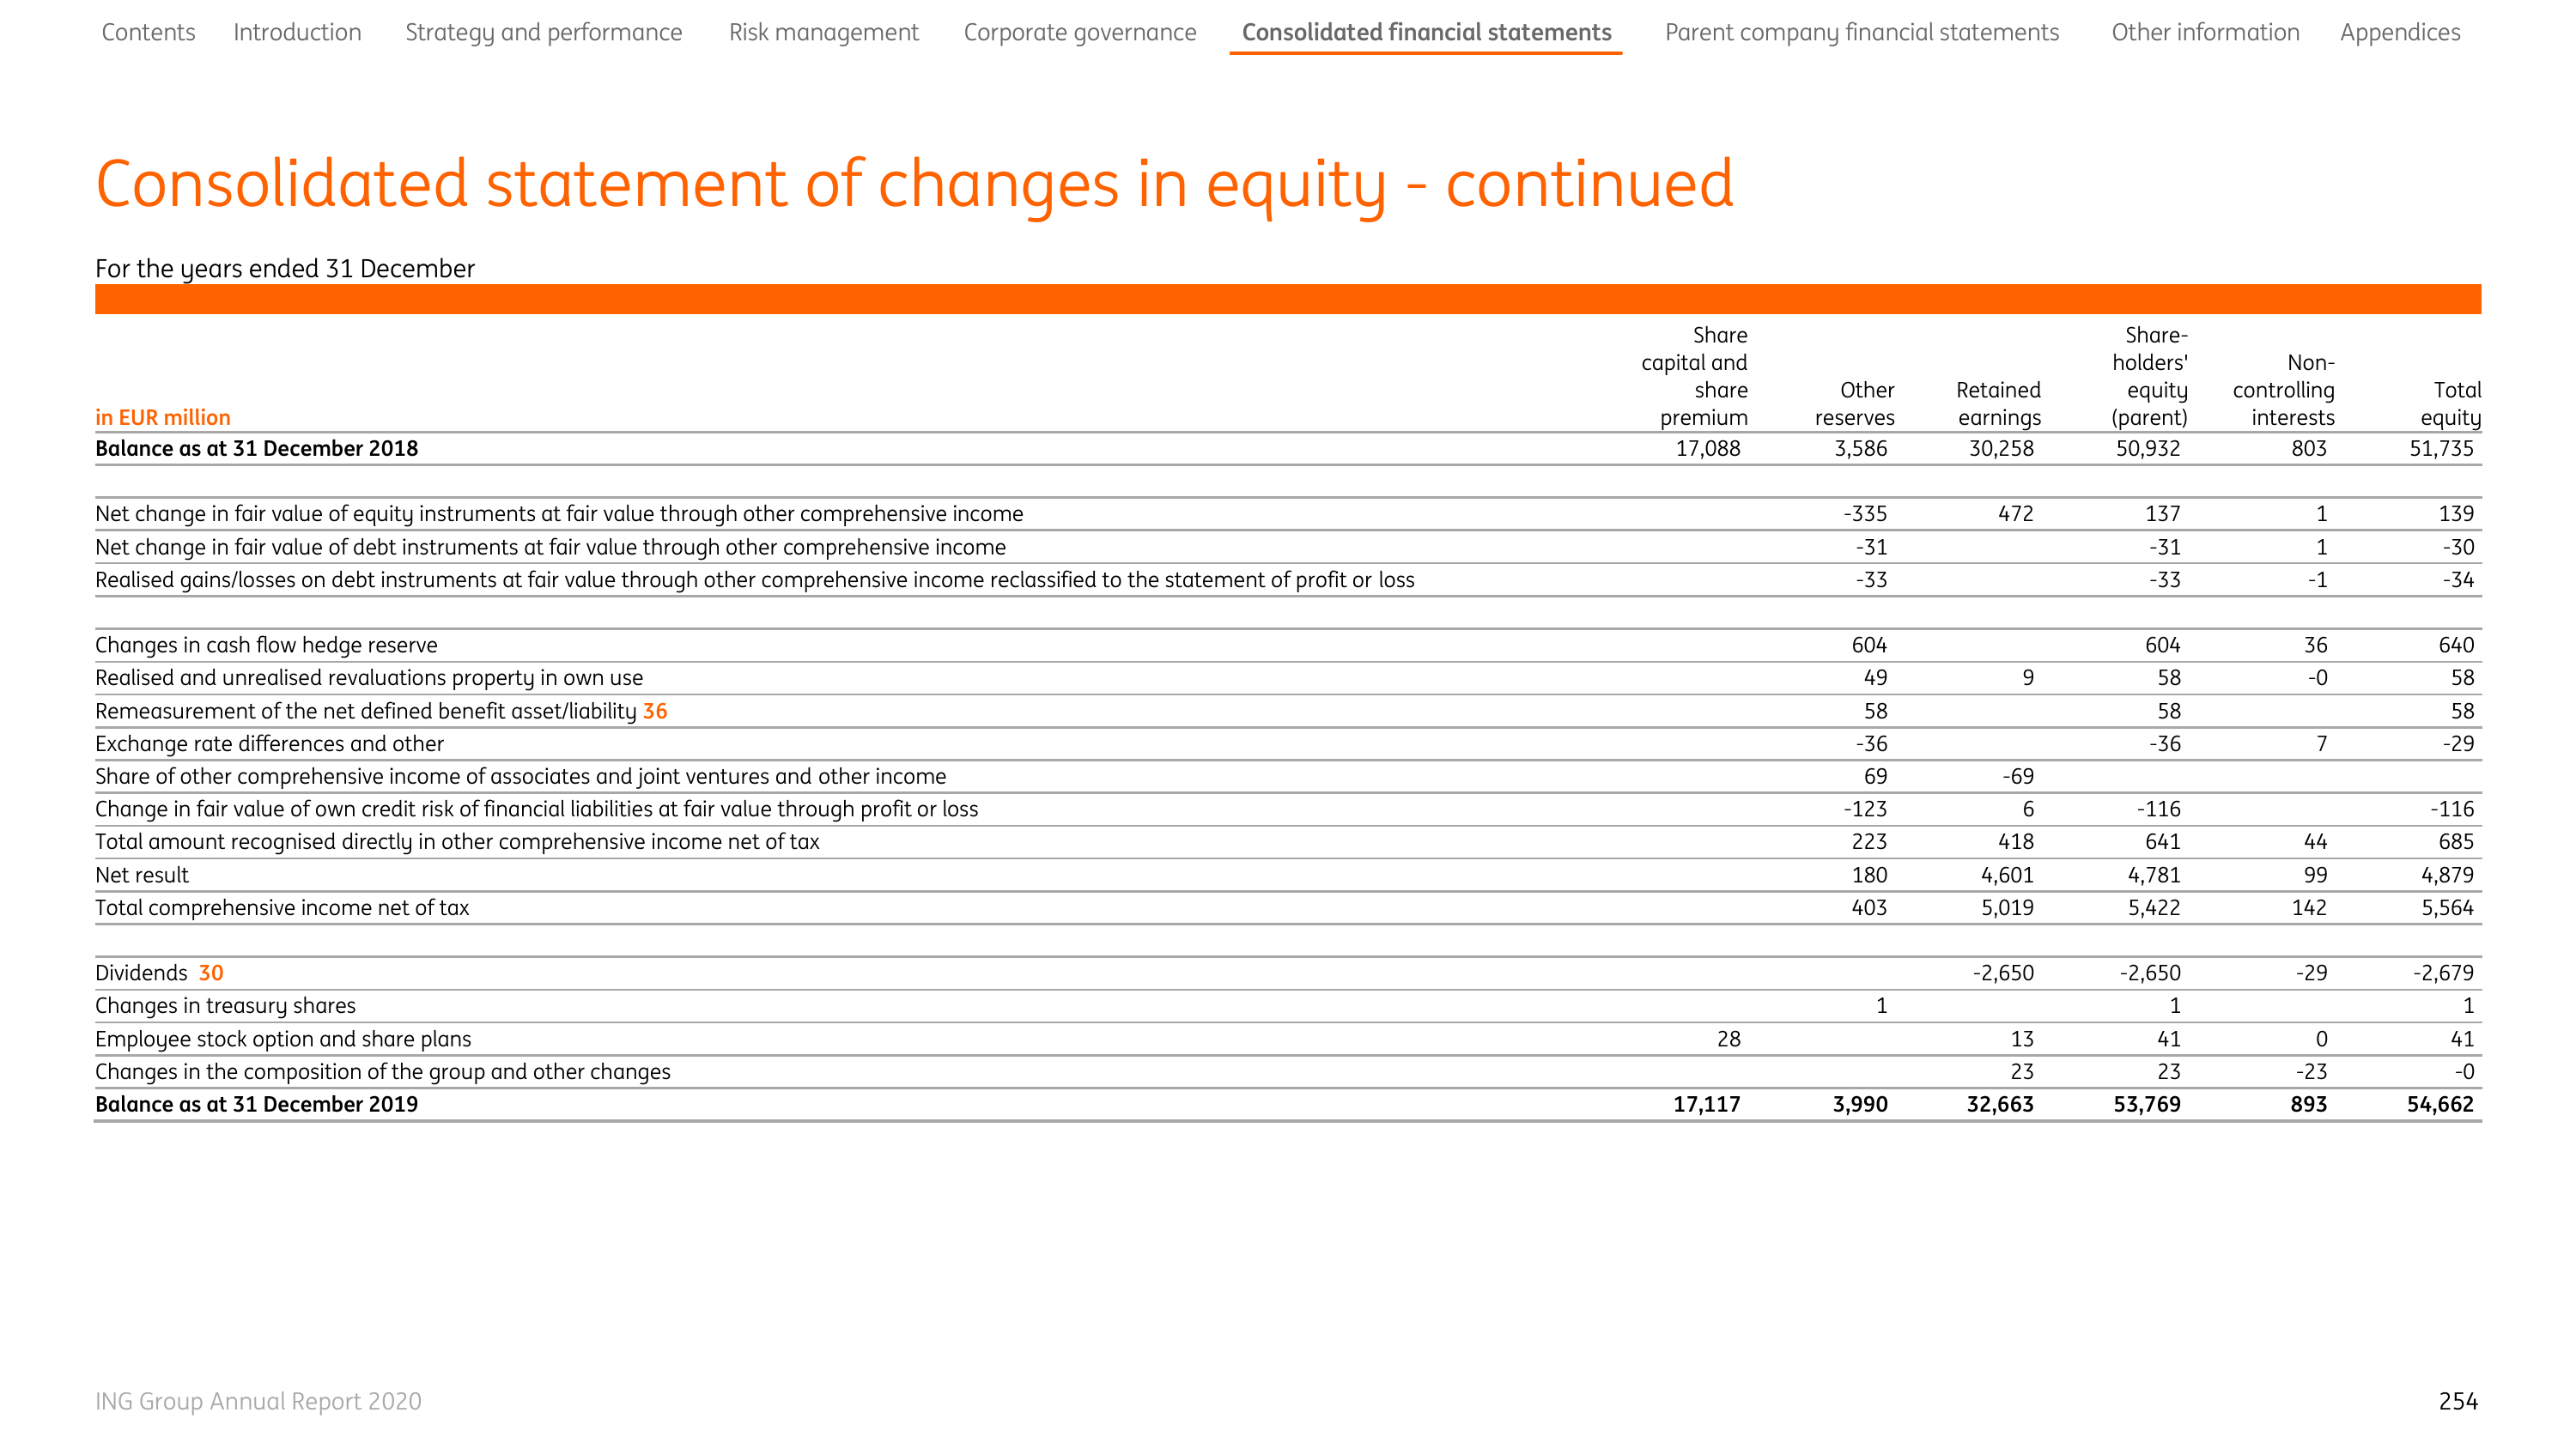 Contents Introduction Strategy and performance Risk management Corporate governance Consolidated financial statements Parent company financial statements Other information Appendices
Consolidated statement of changes in equity - continued
For the years ended 31 December
in EUR million Share capital and share premium Other reserves Retained earnings Share-holders' equity (parent) Non-controlling interests Total equity
Balance as at 31 December 2018 17,088 3,586 30,258 50,932 803 51,735
Net change in fair value of equity instruments at fair value through other comprehensive income -335 472 137 1 139
Net change in fair value of debt instruments at fair value through other comprehensive income -31 -31 1 -30
Realised gains/losses on debt instruments at fair value through other comprehensive income reclassified to the statement of profit or loss -33 -33 -1 -34
Changes in cash flow hedge reserve 604 604 36 640
Realised and unrealised revaluations property in own use 49 9 58 -0 58
Remeasurement of the net defined benefit asset/liability 36 58 58 58
Exchange rate differences and other -36 -36 7 -29
Share of other comprehensive income of associates and joint ventures and other income 69 -69
Change in fair value of own credit risk of financial liabilities at fair value through profit or loss -123 6 -116 -116
Total amount recognised directly in other comprehensive income net of tax 223 418 641 44 685
Net result 180 4,601 4,781 99 4,879
Total comprehensive income net of tax 403 5,019 5,422 142 5,564
Dividends 30 -2,650 -2,650 -29 -2,679
Changes in treasury shares 1 1 1
Employee stock option and share plans 28 13 41 0 41
Changes in the composition of the group and other changes 23 23 -23 -0
Balance as at 31 December 2019 17,117 3,990 32,663 53,769 893 54,662
ING Group Annual Report 2020 254